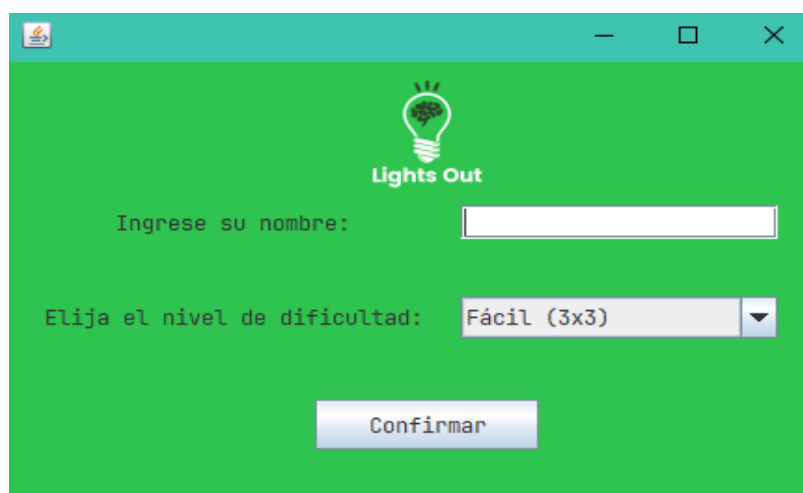 Lights Out
Ingrese su nombre:
Elija el nivel de dificultad: Fácil (3x3)
Confirmar